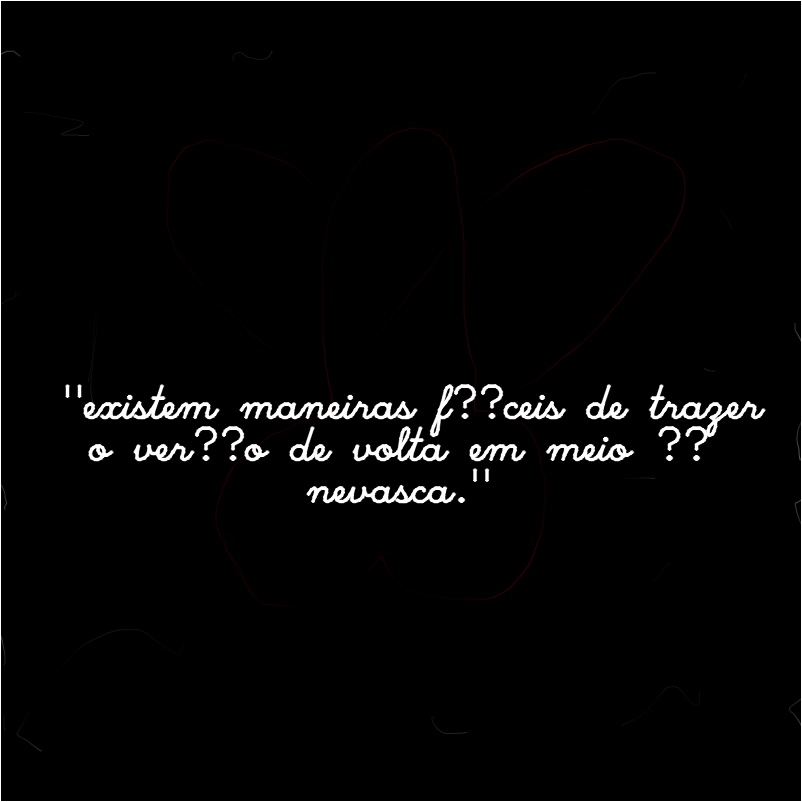 "existem maneiras f??ceis de trazer
o ver??o de volta em meio ??
nevasca."